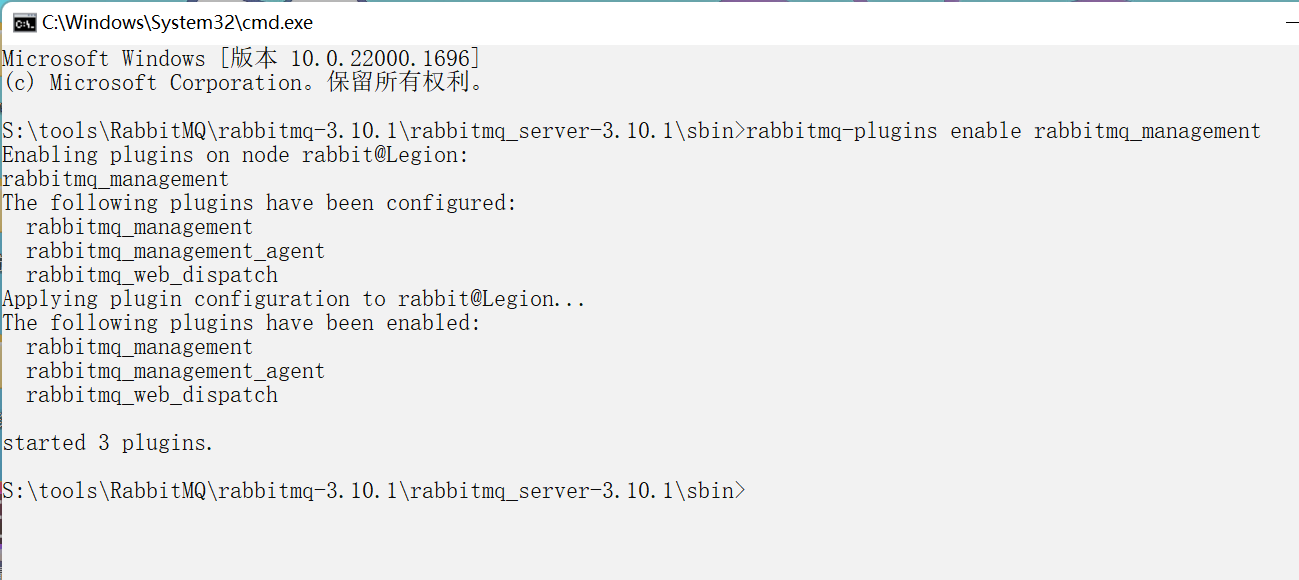 C:\Windows\System32\cmd.exe
Microsoft Windows [版本 10.0.22000.1696]
(c) Microsoft Corporation。保留所有权利。
S:\tools\RabbitMQ\rabbitmq-3.10.1\rabbitmq_server-3.10.1\sbin>rabbitmq-plugins enable rabbitmq_management
Enabling plugins on node rabbit@Legion:
rabbitmq_management
The following plugins have been configured:
  rabbitmq_management
  rabbitmq_management_agent
  rabbitmq_web_dispatch
Applying plugin configuration to rabbit@Legion...
The following plugins have been enabled:
  rabbitmq_management
  rabbitmq_management_agent
  rabbitmq_web_dispatch
started 3 plugins.
S:\tools\RabbitMQ\rabbitmq-3.10.1\rabbitmq_server-3.10.1\sbin>